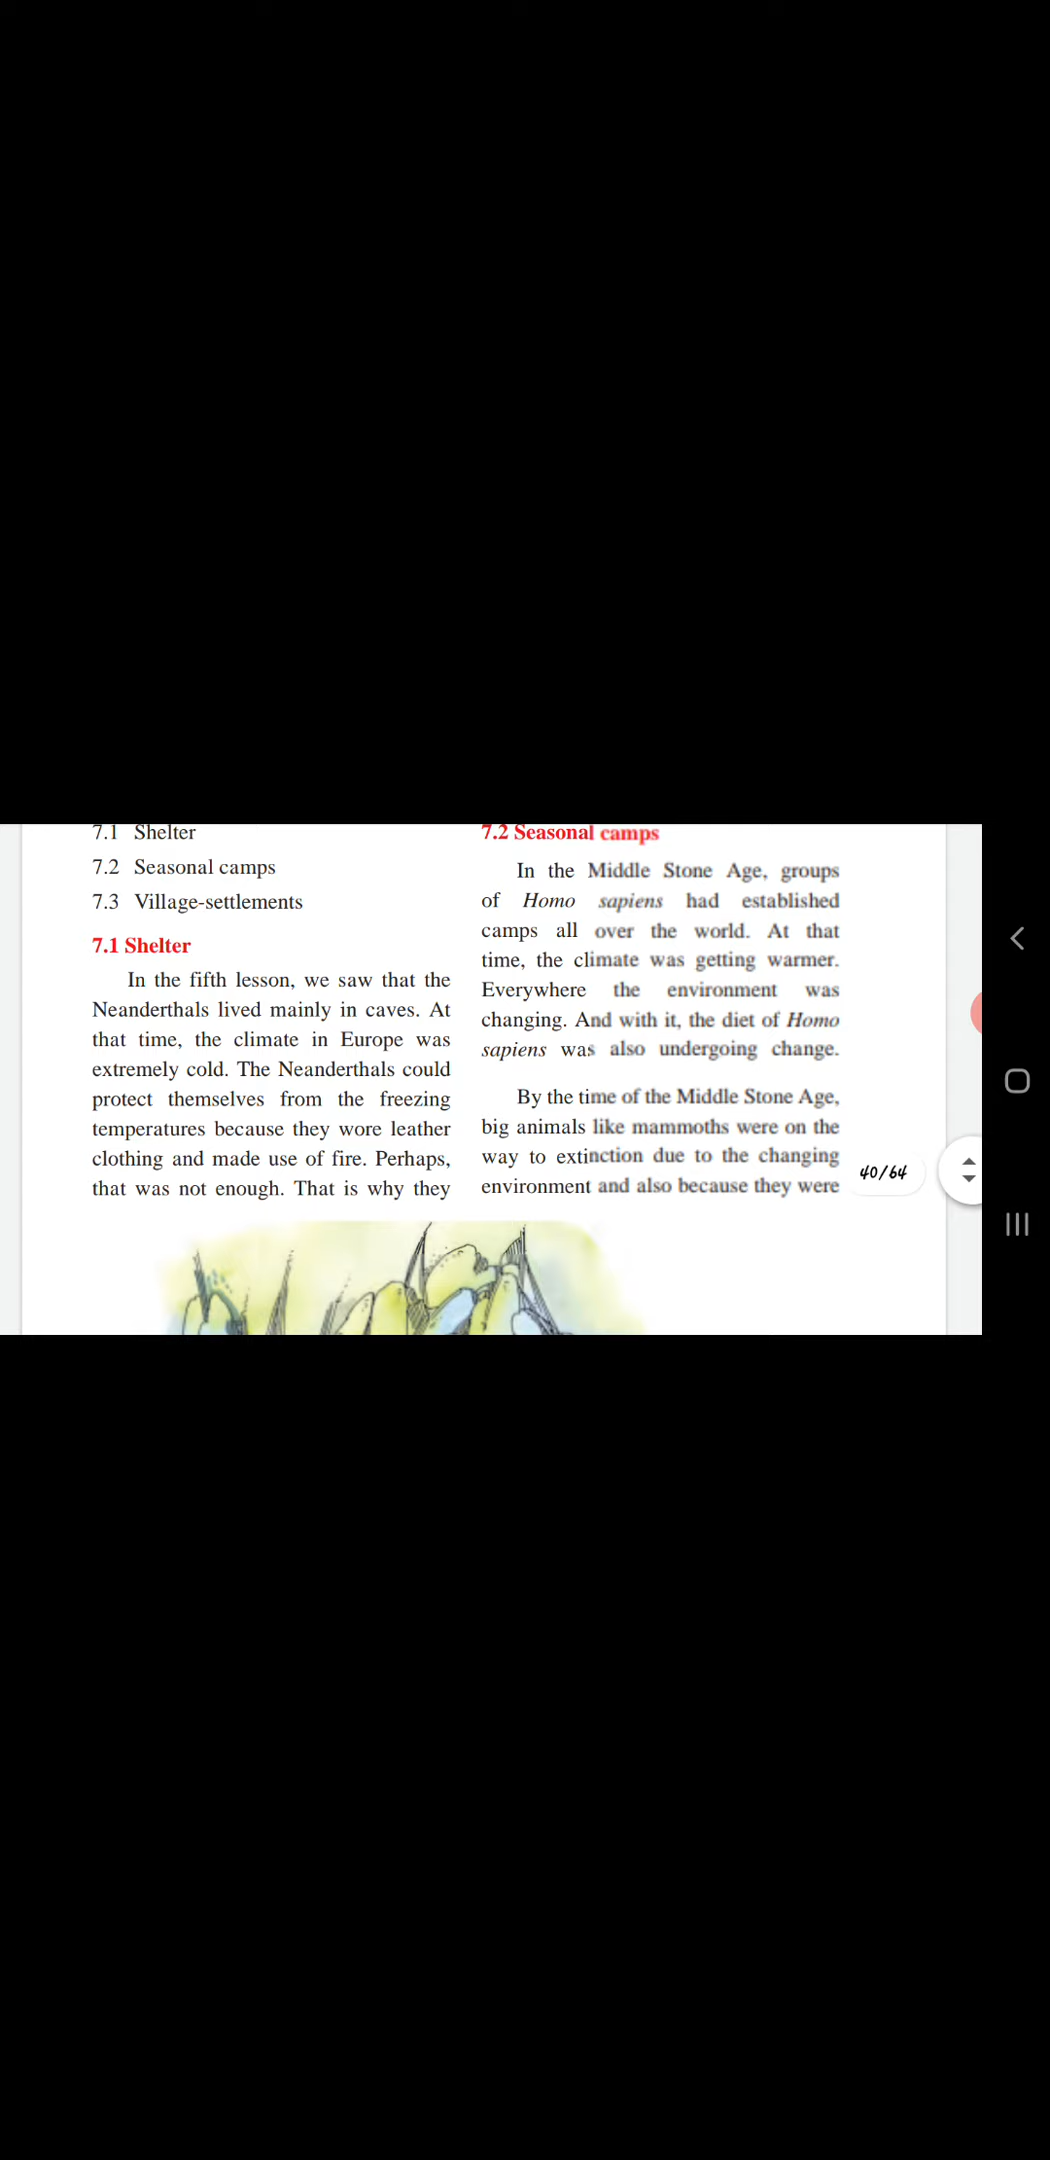 7.1 Shelter
7.2 Seasonal camps
7.3 Village-settlements
7.1 Shelter
In the fifth lesson, we saw that the
Neanderthals lived mainly in caves. At
that time, the climate in Europe was
extremely cold. The Neanderthals could
protect themselves from the freezing
temperatures because they wore leather
clothing and made use of fire. Perhaps,
that was not enough. That is why they
7.2 Seasonal camps
In the Middle Stone Age, groups
of Homo sapiens had established
camps all over the world. At that
time, the climate was getting warmer.
Everywhere the environment was
changing. And with it, the diet of Homo
sapiens was also undergoing change.
By the time of the Middle Stone Age,
big animals like mammoths were on the
way to extinction due to the changing
environment and also because they were
40/64